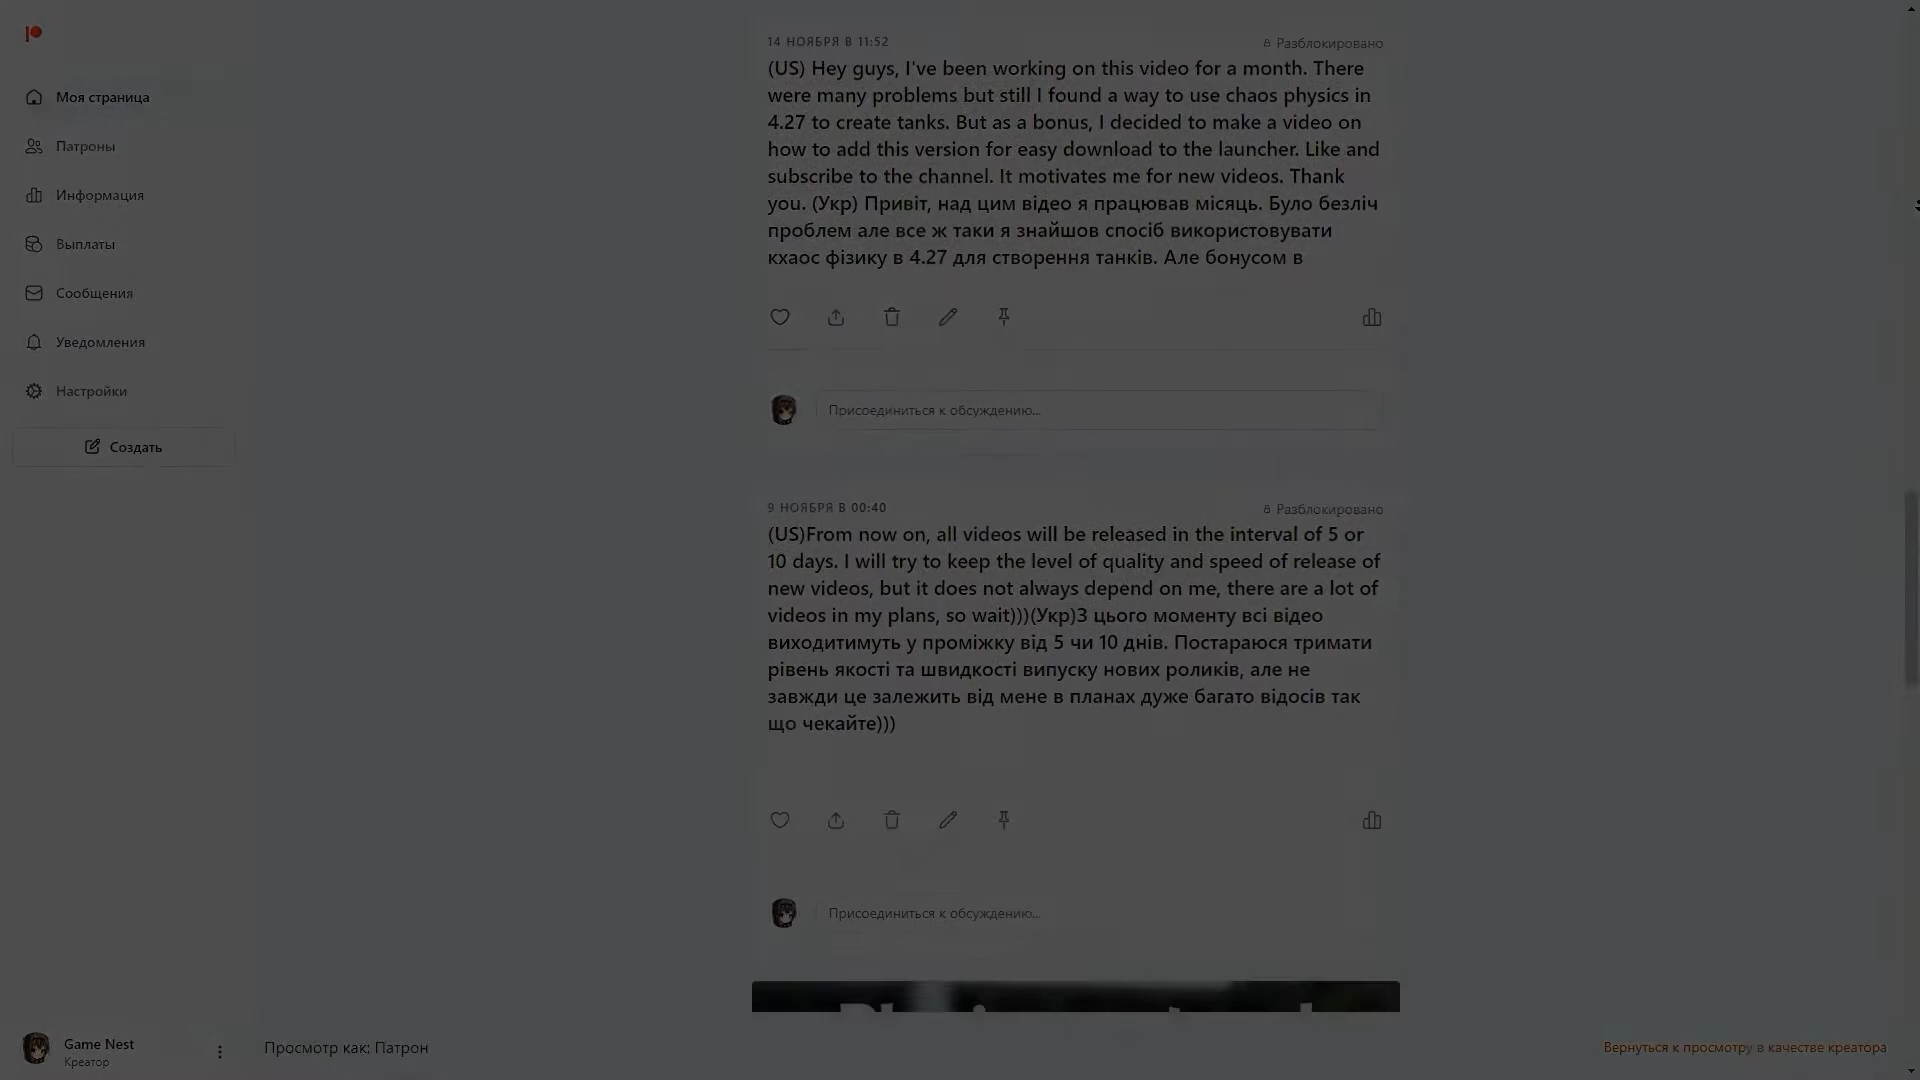 Моя страница
Патроны
Информация
Выплаты
Сообщения
Уведомления
Настройки
Создать
14 НОЯБРЯ В 11:52
Разблокировано
(US) Hey guys, I've been working on this video for a month. There
were many problems but still I found a way to use chaos physics in
4.27 to create tanks. But as a bonus, I decided to make a video on
how to add this version for easy download to the launcher. Like and
subscribe to the channel. It motivates me for new videos. Thank
you. (Укр) Привіт, над цим відео я працював місяць. Було безліч
проблем але все ж таки я знайшов спосіб використовувати
кхаос фізику в 4.27 для створення танків. Але бонусом в
Присоединиться к обсуждению...
9 НОЯБРЯ В 00:40
Разблокировано
(US)From now on, all videos will be released in the interval of 5 or
10 days. I will try to keep the level of quality and speed of release of
new videos, but it does not always depend on me, there are a lot of
videos in my plans, so wait)))(Укр)З цього моменту всі відео
виходитимуть у проміжку від 5 чи 10 днів. Постараюся тримати
рівень якості та швидкості випуску нових роликів, але не
завжди це залежить від мене в планах дуже багато відосів так
що чекайте)))
Присоединиться к обсуждению...
Game Nest
Креатор
Просмотр как: Патрон
Вернуться к просмотру в качестве креатора